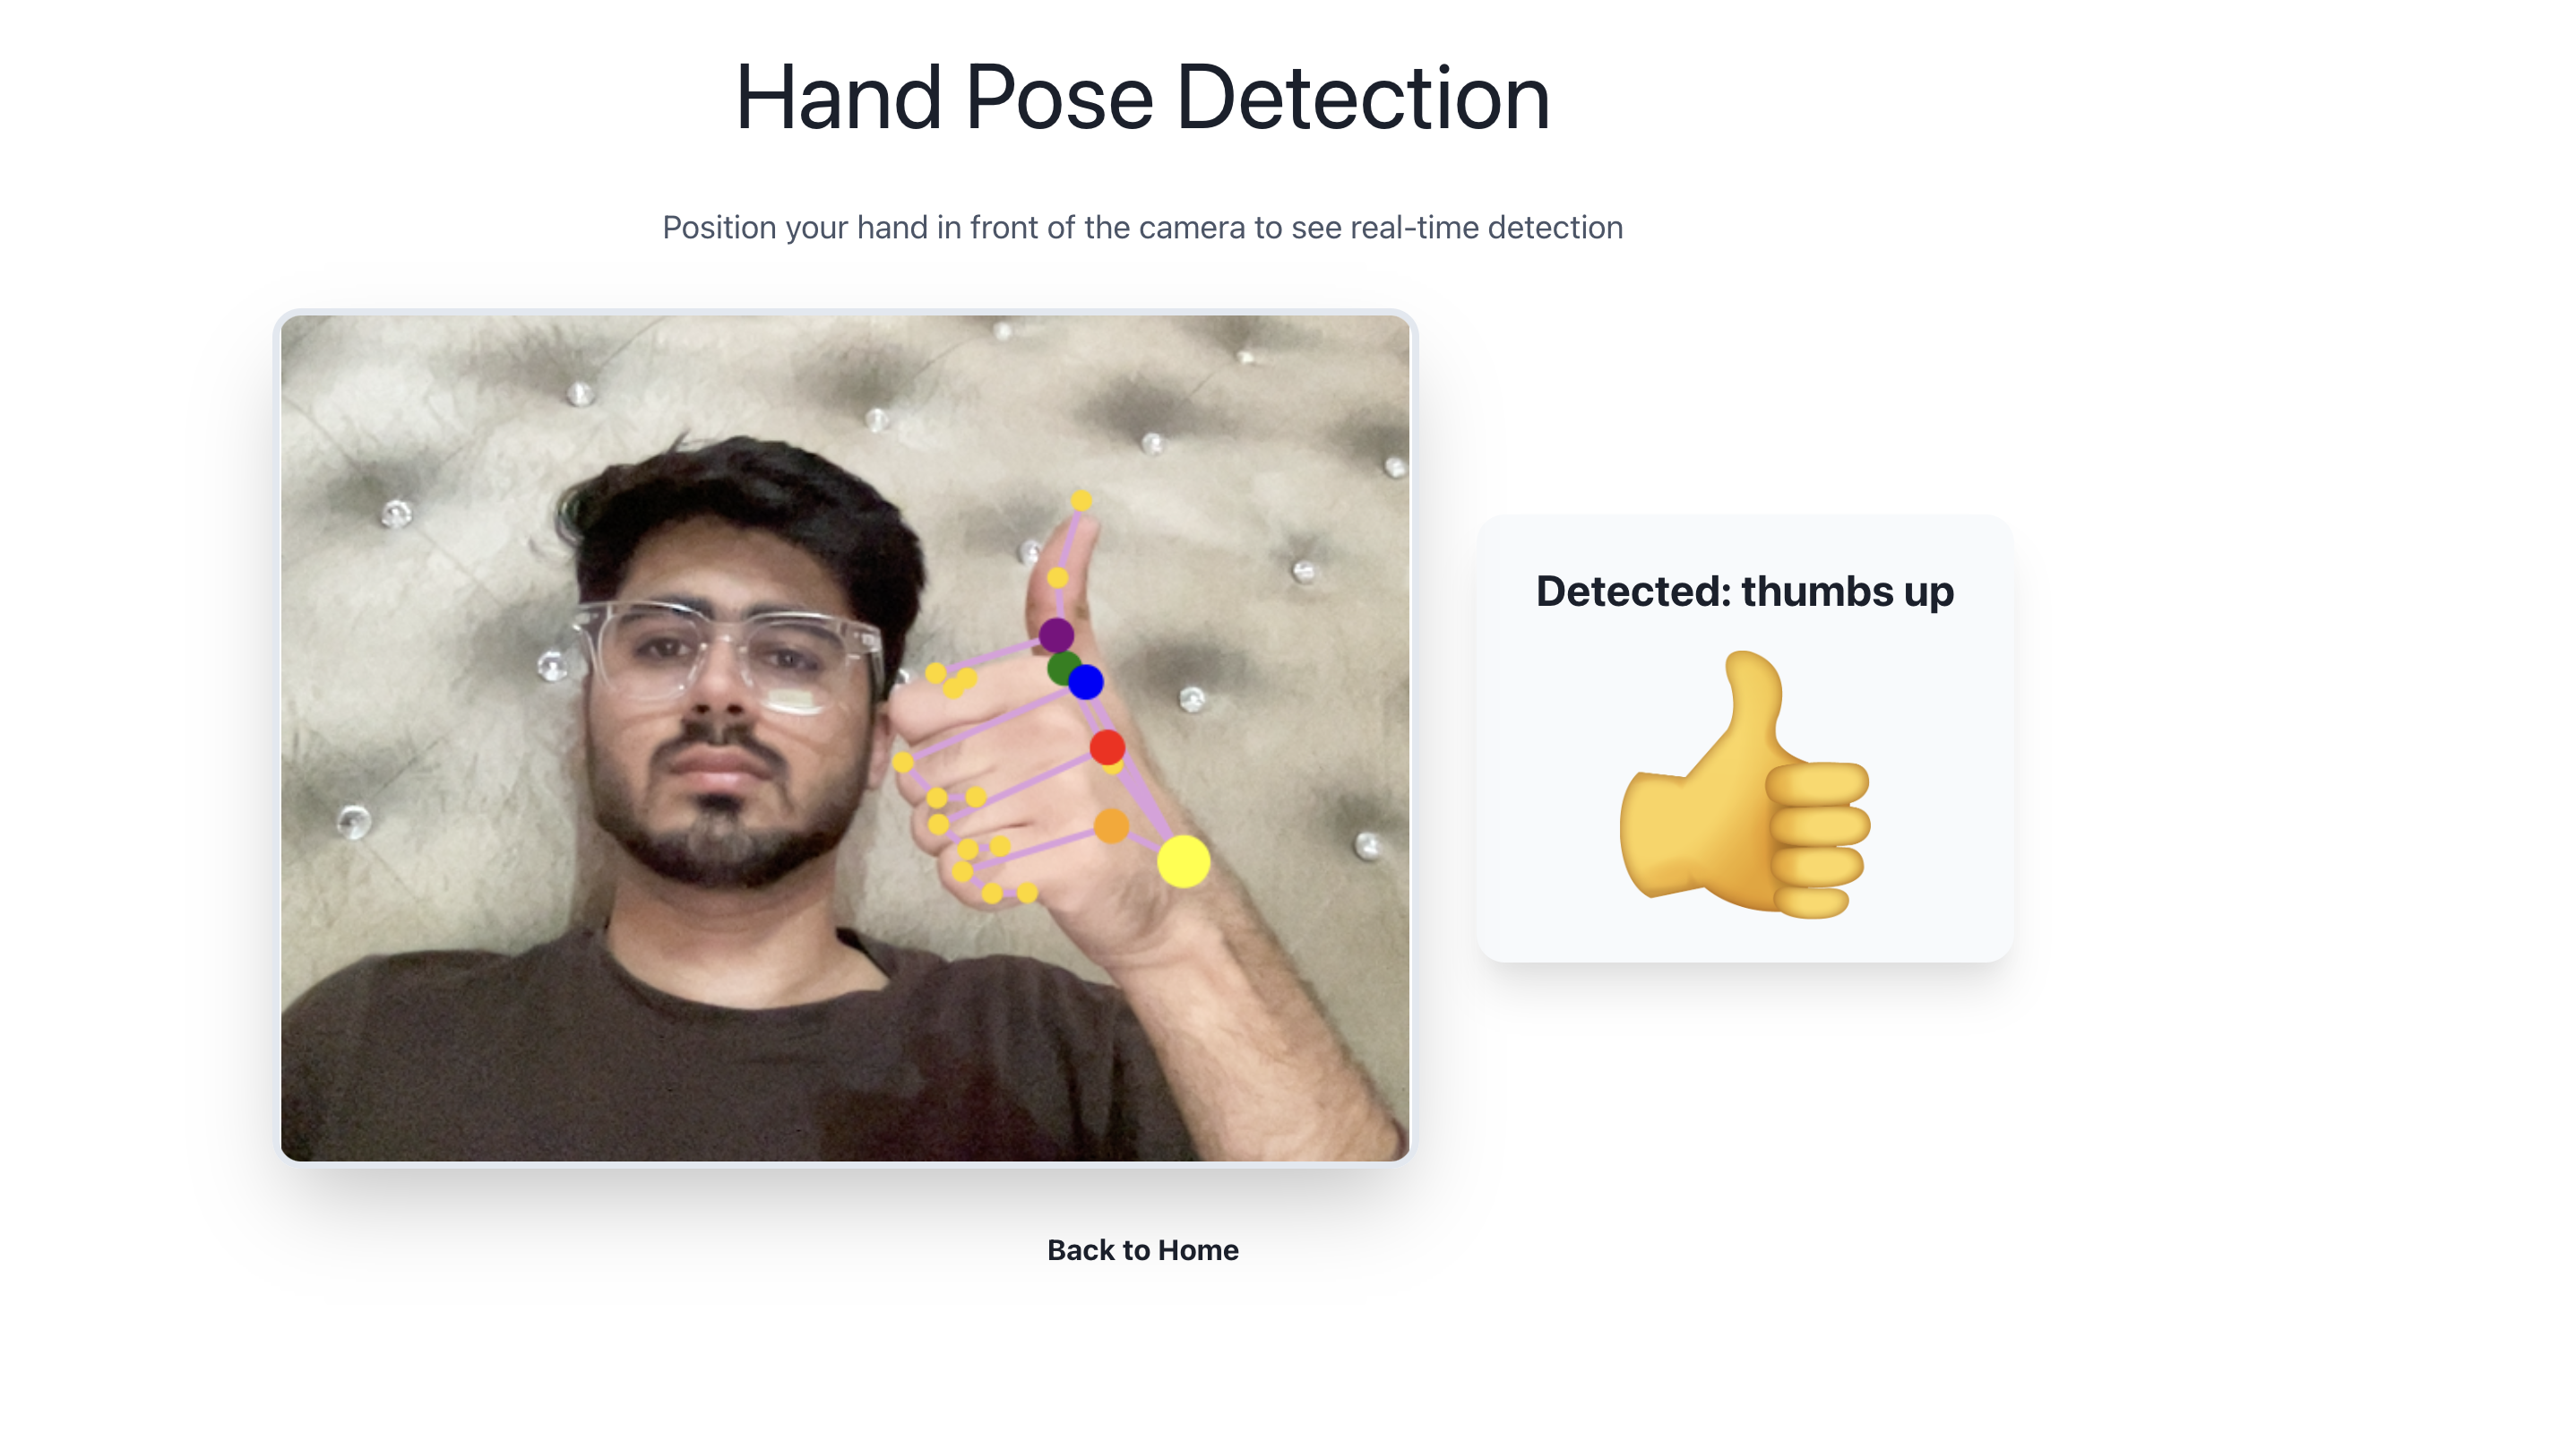 Hand Pose Detection
Position your hand in front of the camera to see real-time detection
Detected: thumbs up
Back to Home